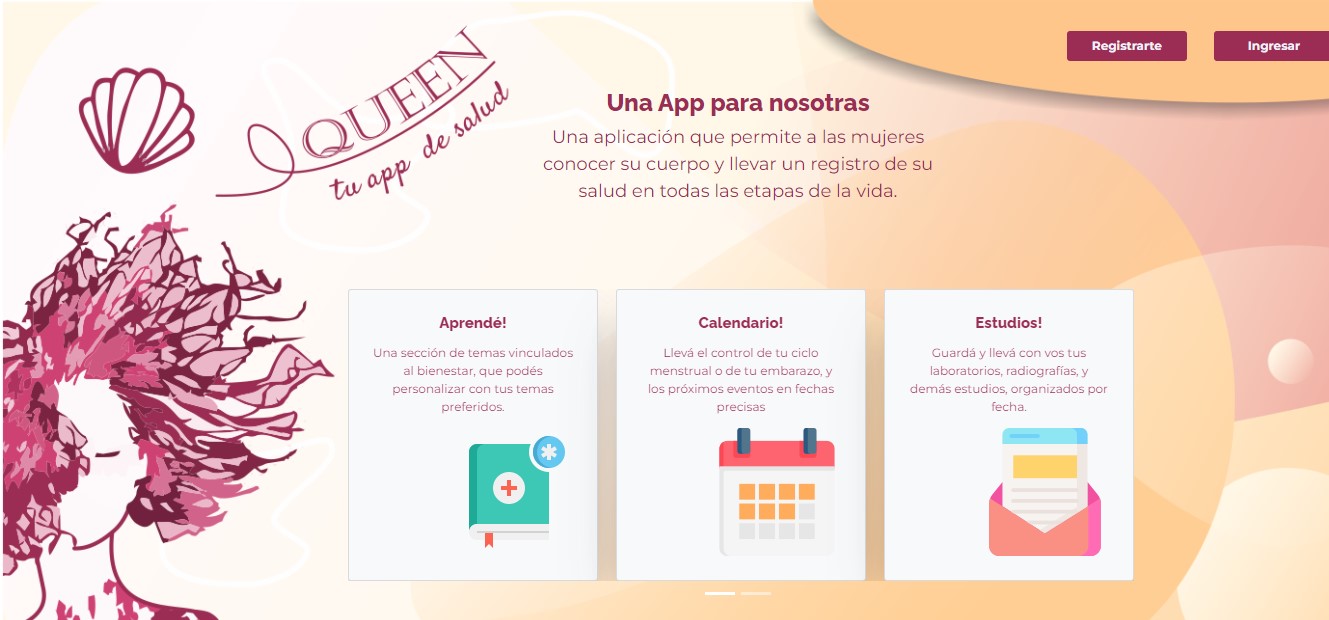 Registrarte
Ingresar
QUEEN
tu app de salud
Una App para nosotras
Una aplicación que permite a las mujeres
conocer su cuerpo y llevar un registro de su
salud en todas las etapas de la vida.
Aprendé!
Una sección de temas vinculados
al bienestar, que podés
personalizar con tus temas
preferidos.
Calendario!
Llevá el control de tu ciclo
menstrual o de tu embarazo, y
los próximos eventos en fechas
precisas
Estudios!
Guardá y llevá con vos tus
laboratorios, radiografías, y
demás estudios, organizados por
fecha.